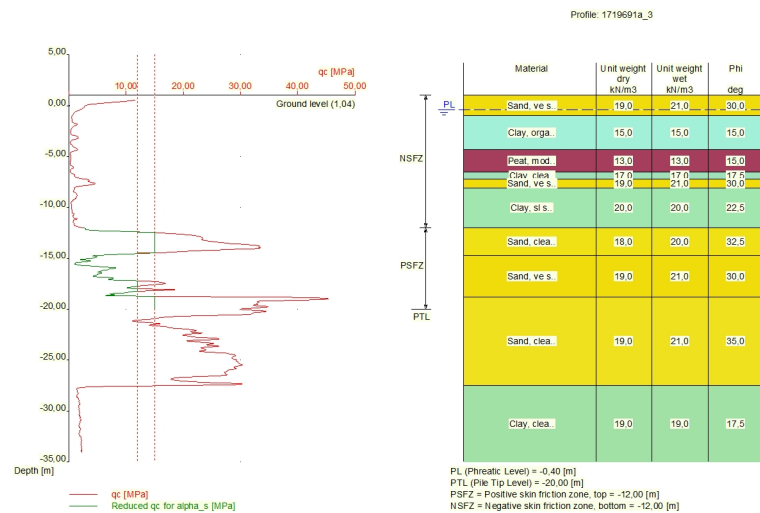 Profile: 1719691a_3
5,00
qc [MPa]
10,00 20,00 30,00 40,00 50,00
0,00
Ground level (1,04)
-5,00
-10,00
-15,00
-20,00
-25,00
-30,00
-35,00
Depth [m]
qc [MPa]
Reduced qc for alpha_s [MPa]
PL
NSFZ
PSFZ
PTL
Material Unit weight dry kN/m3 Unit weight wet kN/m3 Phi deg
Sand, ve s.. 19,0 21,0 30,0
Clay, orga.. 15,0 15,0 15,0
Peat, mod.. 13,0 13,0 15,0
Clay, clea.. 17,0 17,0 17,5
Sand, ve s.. 19,0 21,0 30,0
Clay, sl s.. 20,0 20,0 22,5
Sand, clea.. 18,0 20,0 32,5
Sand, ve s.. 19,0 21,0 30,0
Sand, clea.. 19,0 21,0 35,0
Clay, clea.. 19,0 19,0 17,5
PL (Phreatic Level) = -0,40 [m]
PTL (Pile Tip Level) = -20,00 [m]
PSFZ = Positive skin friction zone, top = -12,00 [m]
NSFZ = Negative skin friction zone, bottom = -12,00 [m]